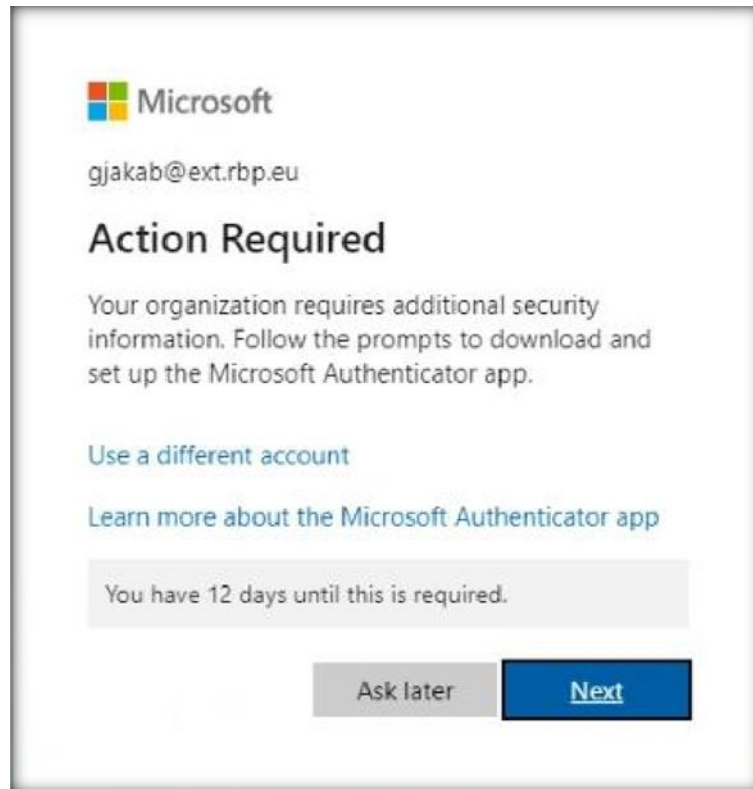 Microsoft
gjakab@ext.rbp.eu
Action Required
Your organization requires additional security
information. Follow the prompts to download and
set up the Microsoft Authenticator app.
Use a different account
Learn more about the Microsoft Authenticator app
You have 12 days until this is required.
Ask later
Next